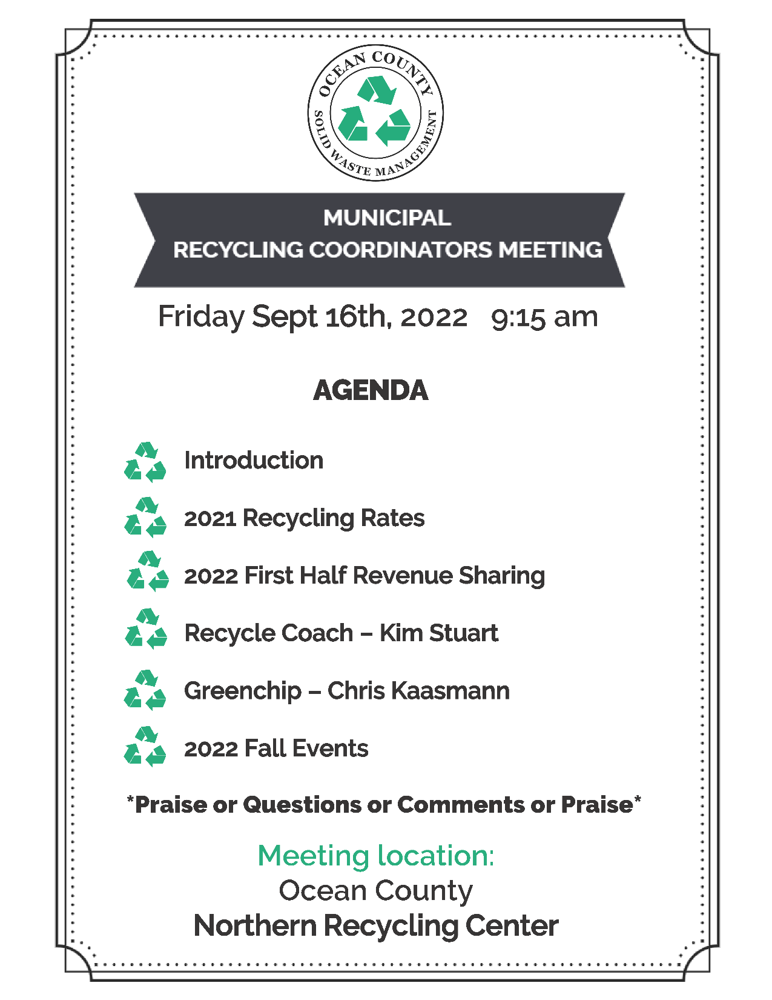 OCEAN COUNTY
SOLID WASTE MANAGEMENT
MUNICIPAL
RECYCLING COORDINATORS MEETING
Friday Sept 16th, 2022 9:15 am
AGENDA
Introduction
2021 Recycling Rates
2022 First Half Revenue Sharing
Recycle Coach – Kim Stuart
Greenchip – Chris Kaasmann
2022 Fall Events
*Praise or Questions or Comments or Praise*
Meeting location:
Ocean County
Northern Recycling Center